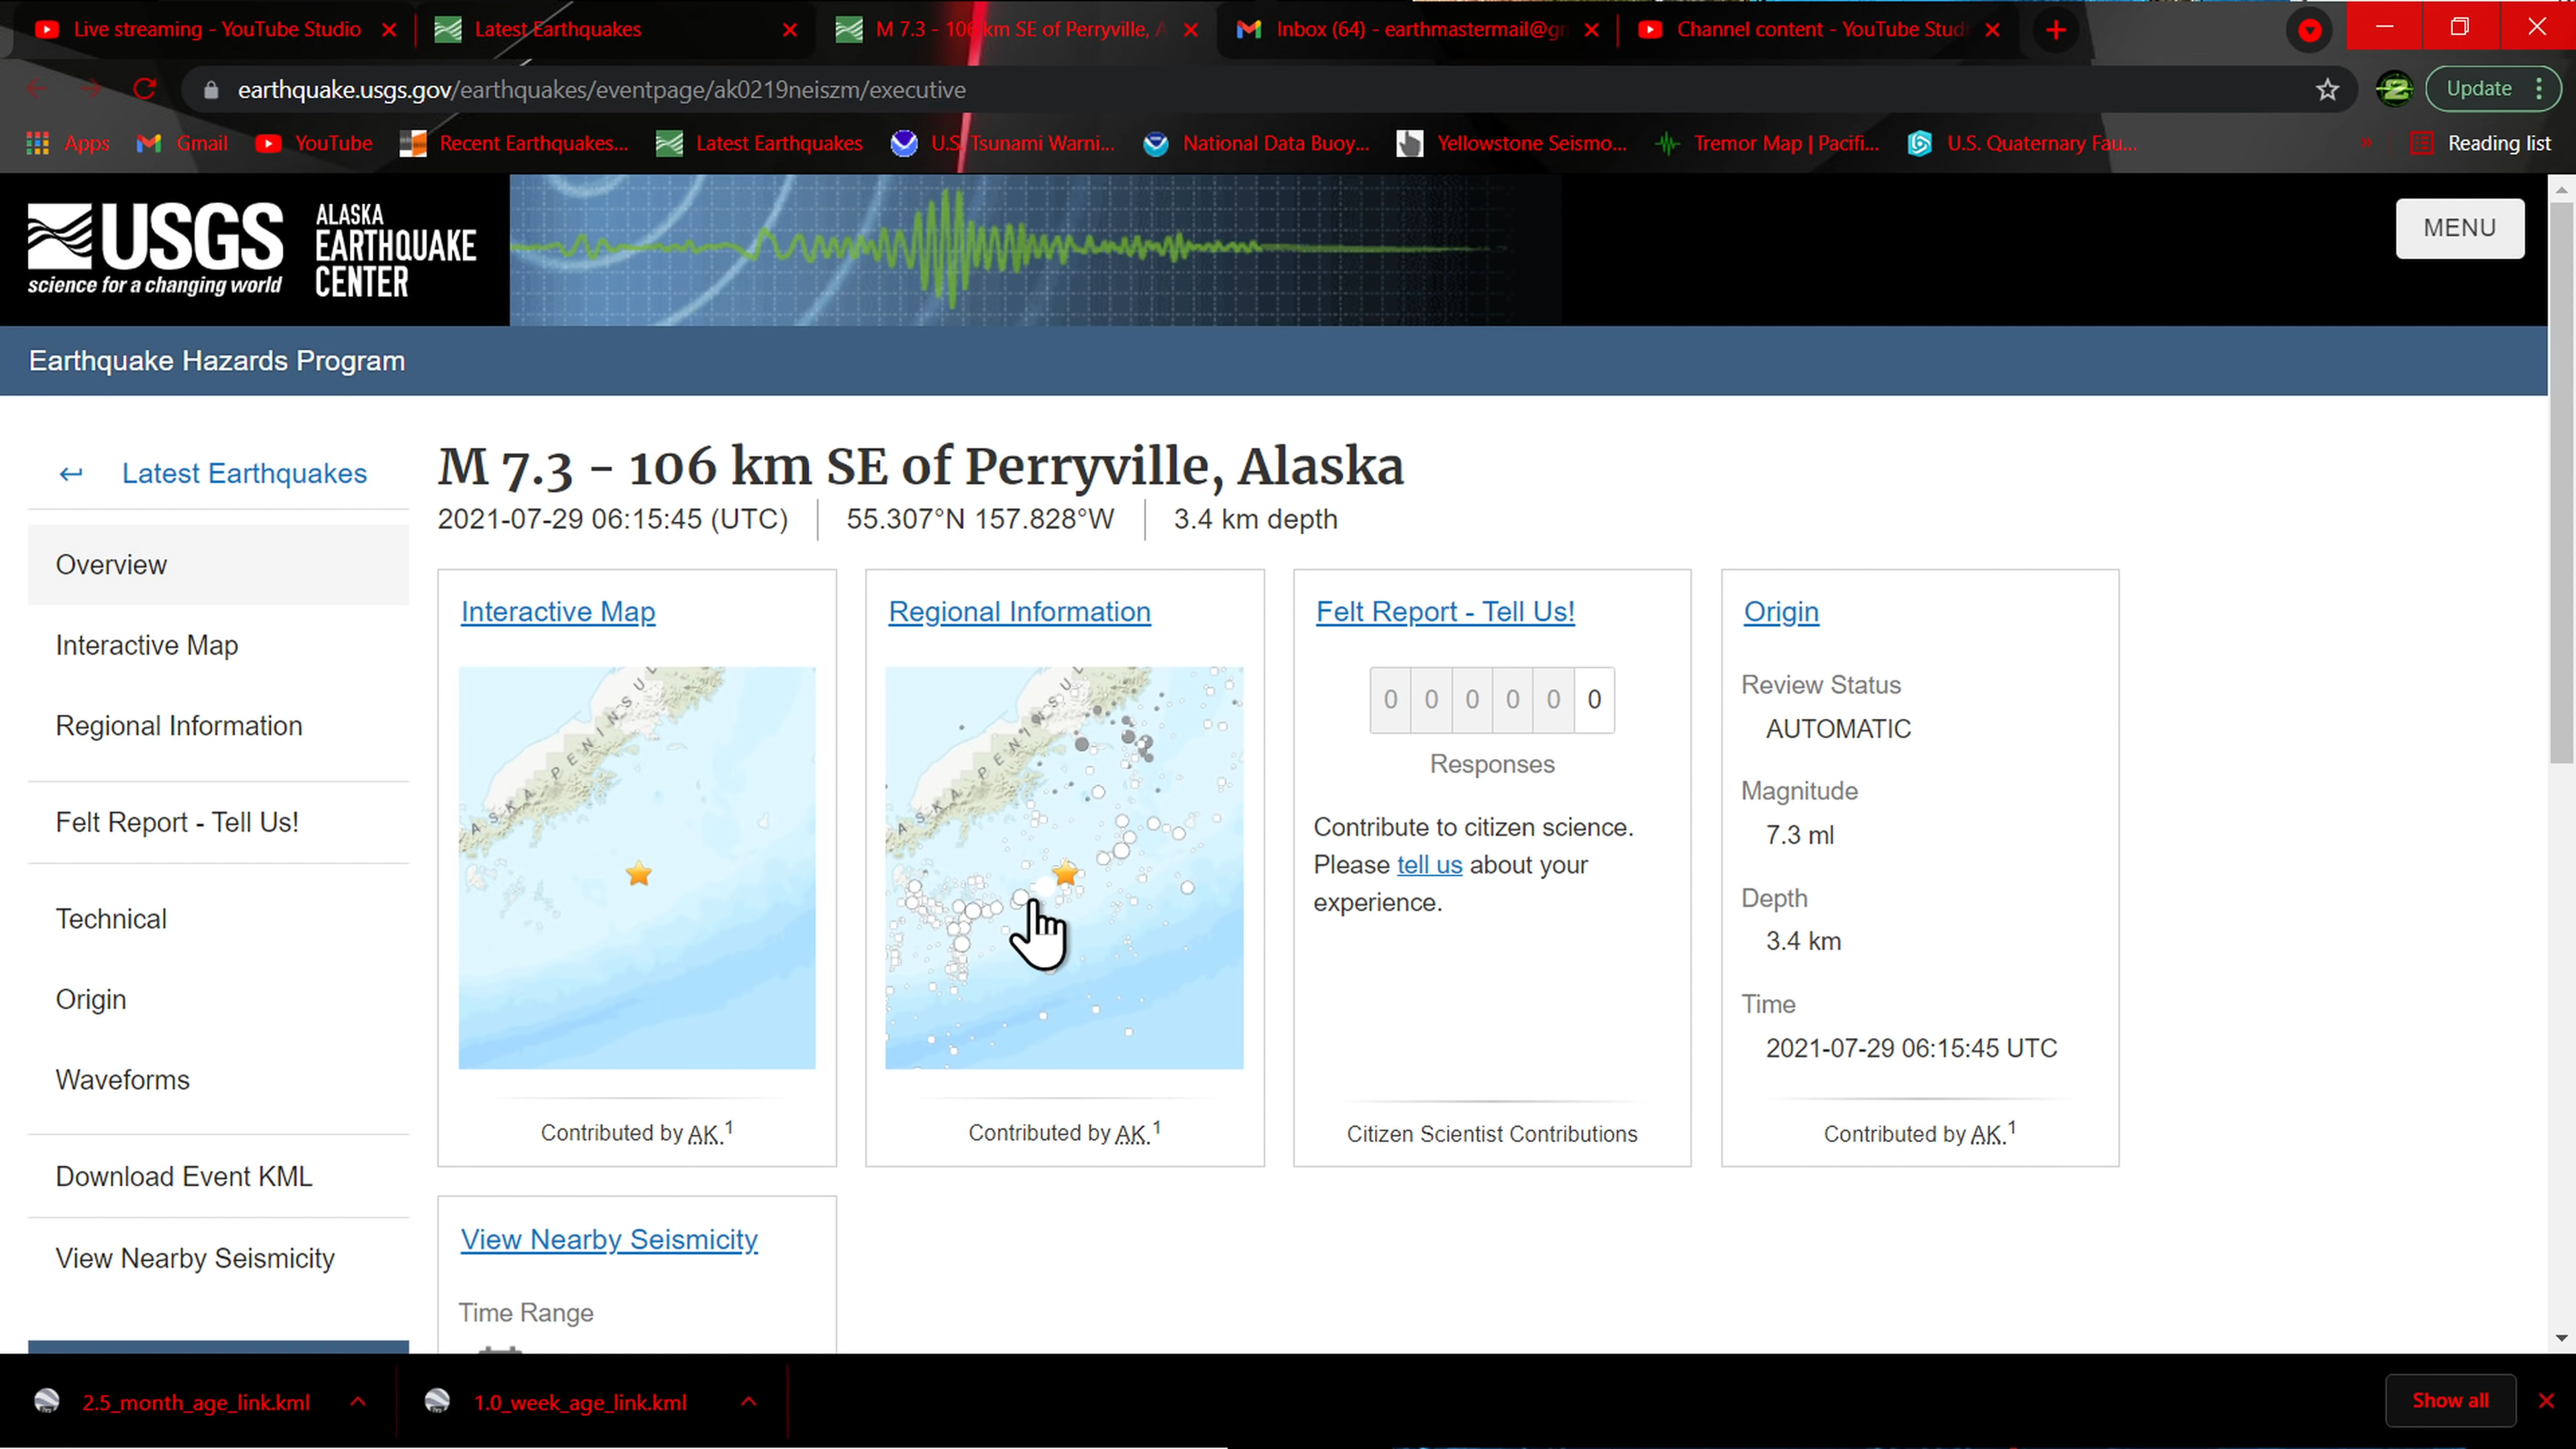 Live streaming - YouTube Studio
Latest Earthquakes
M 7.3 - 106 km SE of Perryville, A
Inbox (64) - earthmastermail@gm
Channel content - YouTube Stud
earthquake.usgs.gov/earthquakes/eventpage/ak0219neiszm/executive
Update
Apps
Gmail
YouTube
Recent Earthquakes...
Latest Earthquakes
U.S. Tsunami Warni...
National Data Buoy...
Yellowstone Seismo...
Tremor Map | Pacifi...
U.S. Quaternary Fau...
»
Reading list
USGS
science for a changing world
ALASKA
EARTHQUAKE
CENTER
MENU
Earthquake Hazards Program
Latest Earthquakes
Overview
Interactive Map
Regional Information
Felt Report - Tell Us!
Technical
Origin
Waveforms
Download Event KML
View Nearby Seismicity
M 7.3 - 106 km SE of Perryville, Alaska
2021-07-29 06:15:45 (UTC)
55.307°N 157.828°W
3.4 km depth
Interactive Map
ASKA PENINSUL
Contributed by AK.1
Regional Information
ASKA PENINSUL
Contributed by AK.1
Felt Report - Tell Us!
0 0 0 0 0 0
Responses
Contribute to citizen science.
Please tell us about your
experience.
Citizen Scientist Contributions
Origin
Review Status
AUTOMATIC
Magnitude
7.3 ml
Depth
3.4 km
Time
2021-07-29 06:15:45 UTC
Contributed by AK.1
View Nearby Seismicity
Time Range
2.5_month_age_link.kml
1.0_week_age_link.kml
Show all